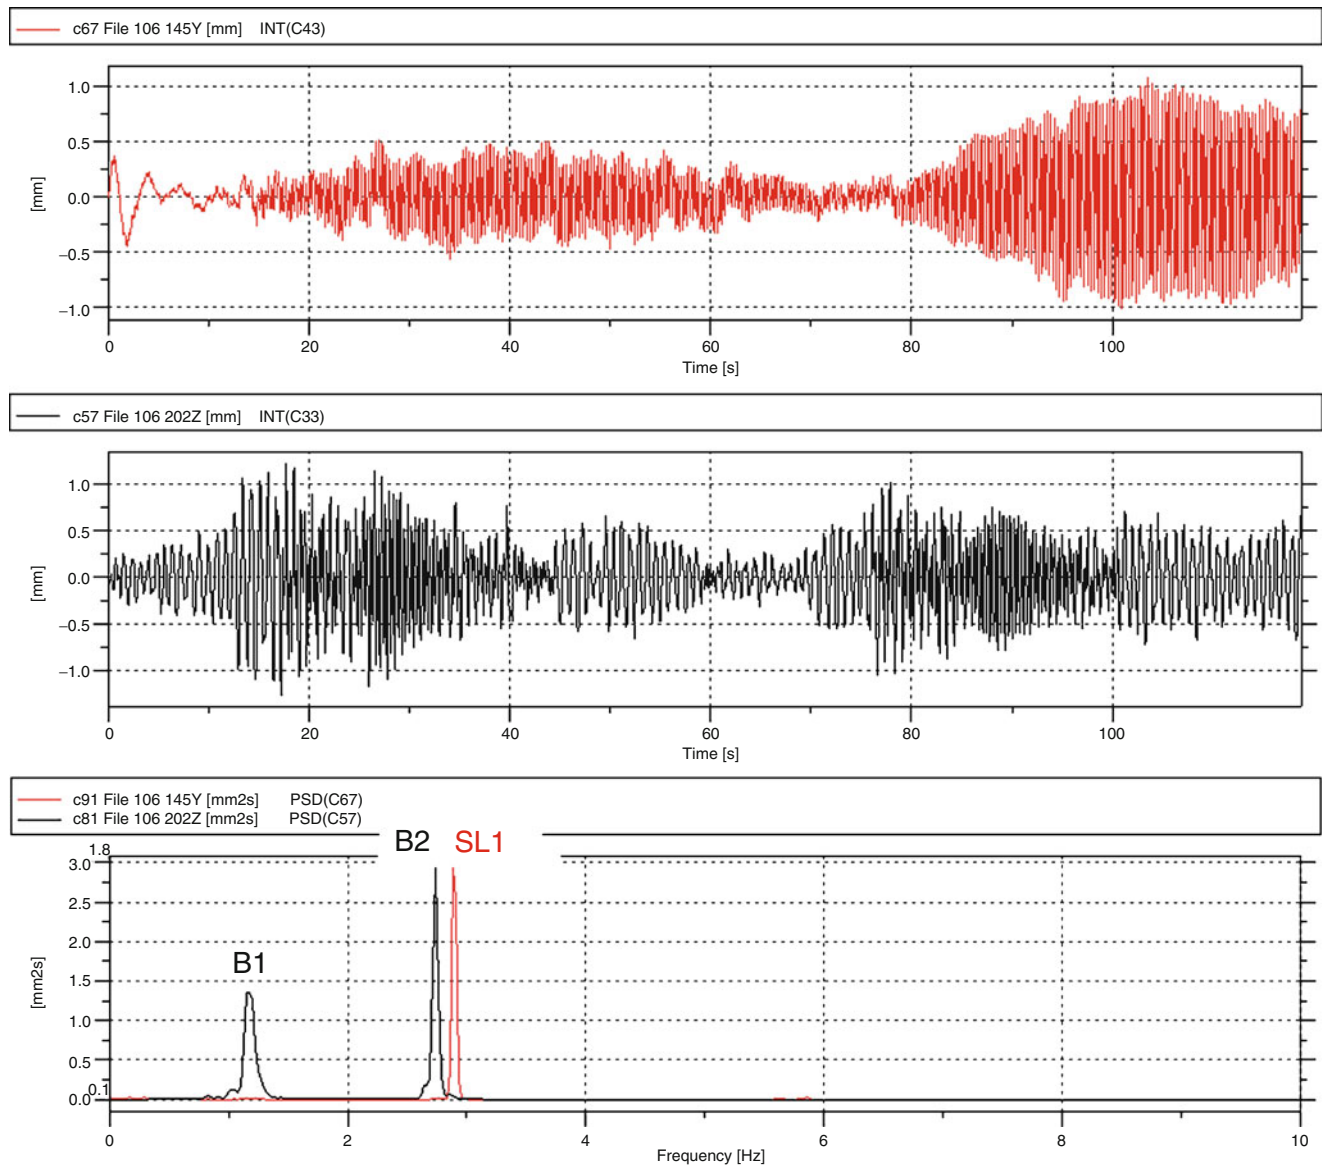 c67 File 106 145Y [mm] INT(C43)
1.0
0.5
0.0
−0.5
−1.0
[mm]
0 20 40 60 80 100
Time [s]
c57 File 106 202Z [mm] INT(C33)
1.0
0.5
0.0
−0.5
−1.0
[mm]
0 20 40 60 80 100
Time [s]
c91 File 106 145Y [mm2s] PSD(C67)
c81 File 106 202Z [mm2s] PSD(C57)
B2 SL1
1.8
3.0
2.5
2.0
B1
1.5
1.0
0.5
0.1
0.0
[mm2s]
0 2 4 6 8 10
Frequency [Hz]